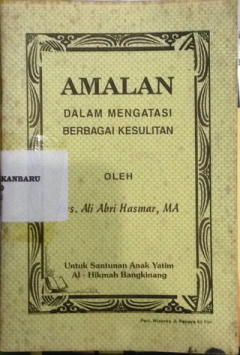 AMALAN
DALAM MENGATASI
BERBAGAI KESULITAN
KANBARU
OLEH
Ali Abri Hasmar, MA
Untuk Santunan Anak Yatim
Al - Hikmah Bangkinang